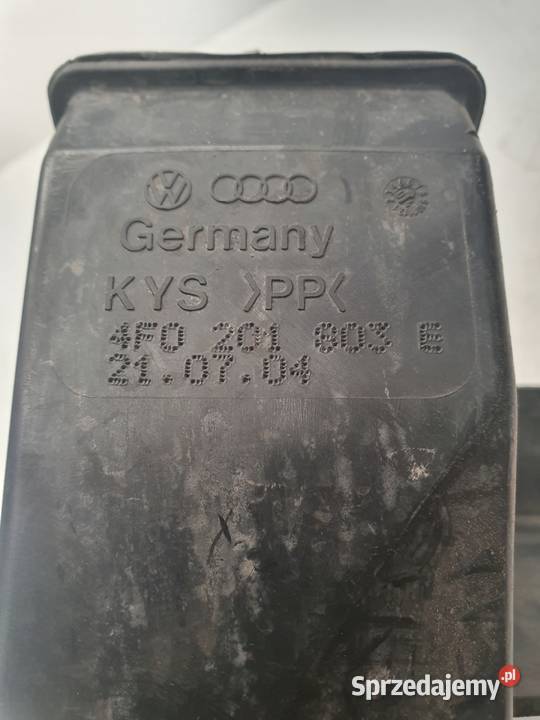 Germany
KYS >PP<
4F0 201 803 E
21.07.04
Sprzedajemy.pl